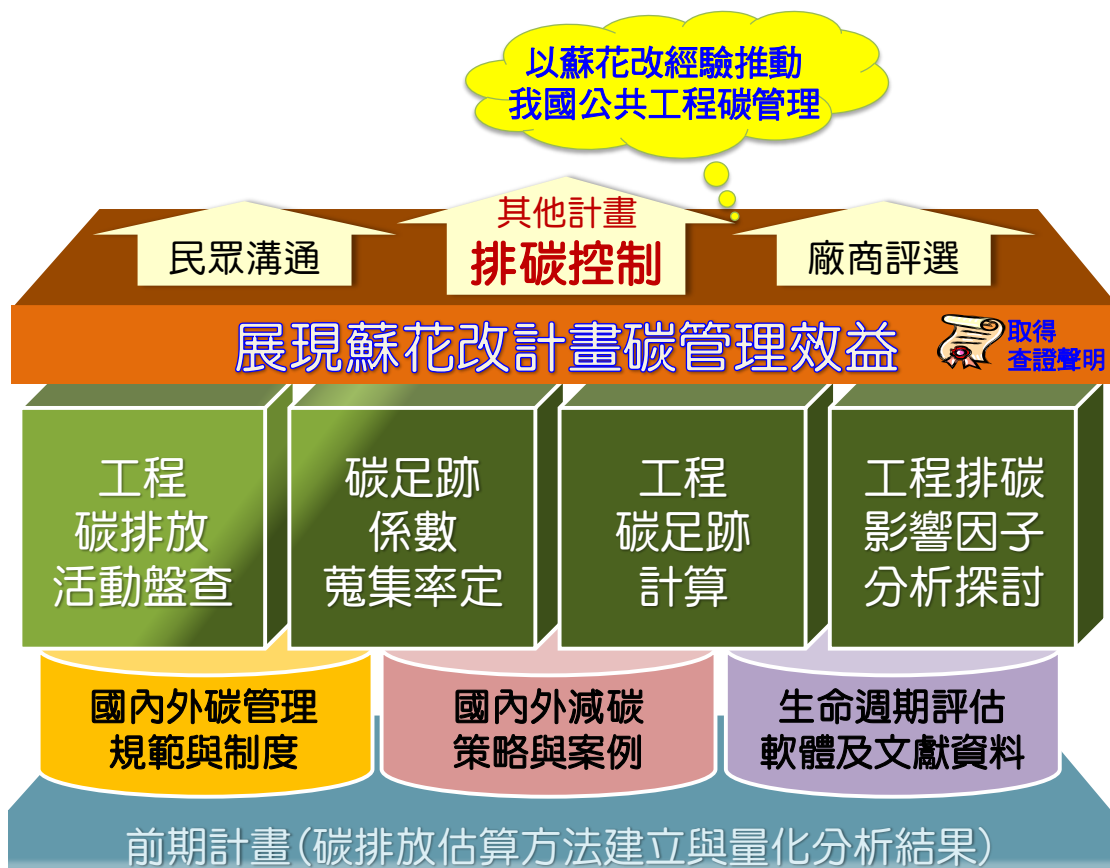 以蘇花改經驗推動
我國公共工程碳管理
民眾溝通
其他計畫
排碳控制
廠商評選
展現蘇花改計畫碳管理效益
取得
查證聲明
工程
碳排放
活動盤查
碳足跡
係數
蒐集率定
工程
碳足跡
計算
工程排碳
影響因子
分析探討
國內外碳管理
規範與制度
國內外減碳
策略與案例
生命週期評估
軟體及文獻資料
前期計畫(碳排放估算方法建立與量化分析結果)